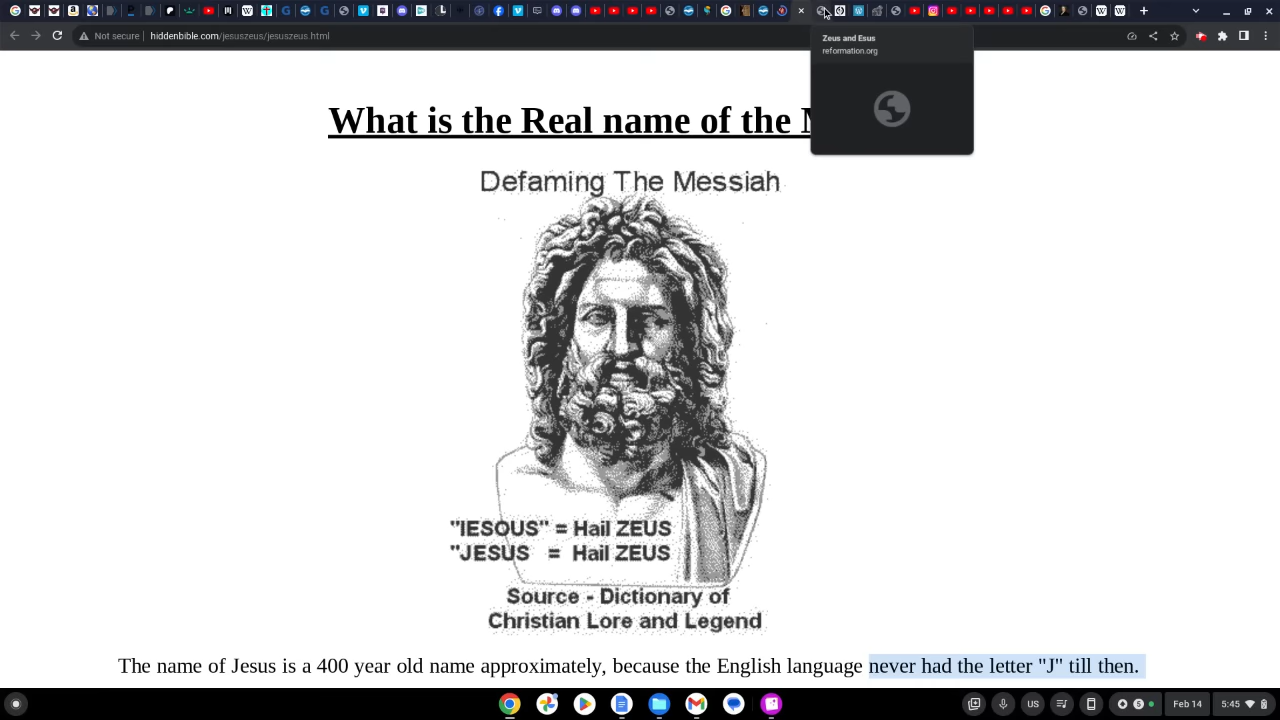 Not secure
hiddenbible.com/jesuszeus/jesuszeus.html
Zeus and Esus
reformation.org
What is the Real name of the
Defaming The Messiah
"IESOUS" = Hail ZEUS
"JESUS = Hail ZEUS
Source - Dictionary of
Christian Lore and Legend
The name of Jesus is a 400 year old name approximately, because the English language never had the letter "J" till then.
US
Feb 14
5:45